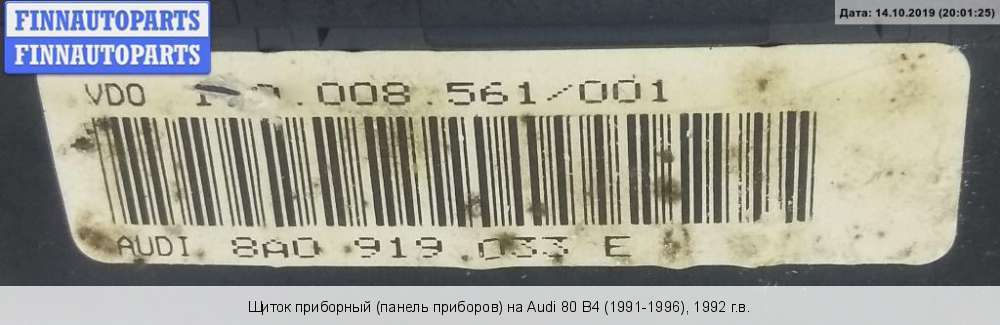 FINNAUTOPARTS
FINNAUTOPARTS
Дата: 14.10.2019 (20:01:25)
VDO .008.561/001
AUDI 8A0 919 033 E
Щиток приборный (панель приборов) на Audi 80 B4 (1991-1996), 1992 г.в.